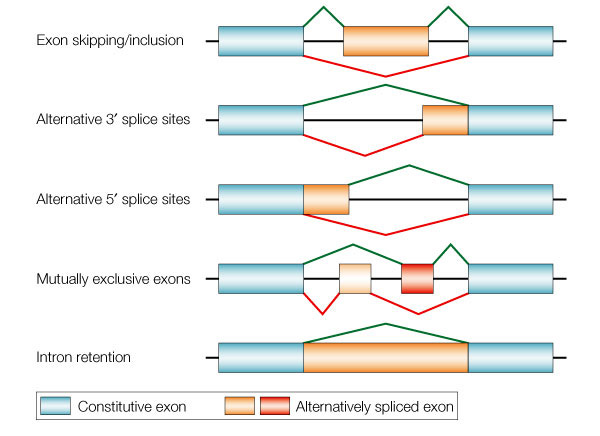 Exon skipping/inclusion
Alternative 3′ splice sites
Alternative 5′ splice sites
Mutually exclusive exons
Intron retention
Constitutive exon
Alternatively spliced exon